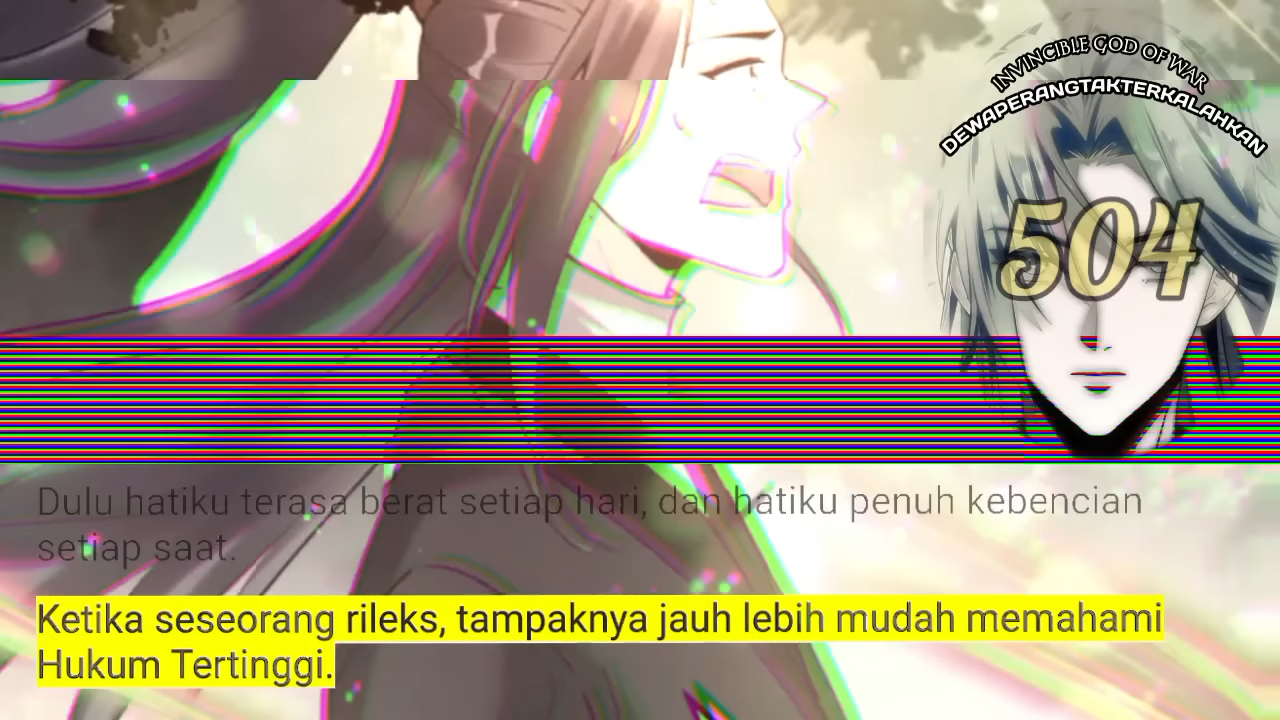 INVINCIBLE GOD OF WAR
DEWAPERANGTAKTERKALAHKAN
504
Dulu hatiku terasa berat setiap hari, dan hatiku penuh kebencian
setiap saat.
Ketika seseorang rileks, tampaknya jauh lebih mudah memahami
Hukum Tertinggi.